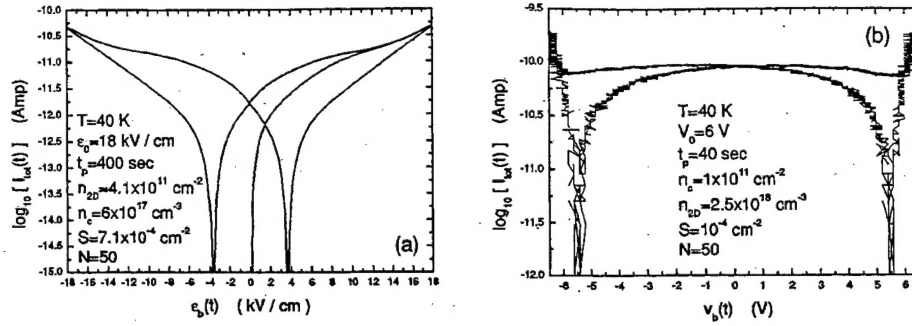 -10.0
-10.5
-11.0
-11.5
-12.0
-12.5
-13.0
-13.5
-14.0
-14.5
-15.0
log₁₀ [ I_tot(t) ] (Amp)
T=40 K
ε₀=18 kV / cm
t_p=400 sec
n_2D=4.1x10¹¹ cm⁻²
n_c=6x10¹⁷ cm⁻³
S=7.1x10⁻⁴ cm⁻²
N=50
(a)
-18 -16 -14 -12 -10 -8 -6 -4 -2 0 2 4 6 8 10 12 14 16 18
ε_b(t) ( kV / cm )
-9.5
-10.0
-10.5
-11.0
-11.5
-12.0
log₁₀ [ I_tot(t) ] (Amp)
(b)
T=40 K
V₀=6 V
t_p=40 sec
n_c=1x10¹¹ cm⁻²
n_2D=2.5x10¹⁸ cm⁻³
S=10⁻⁴ cm⁻²
N=50
-6 -5 -4 -3 -2 -1 0 1 2 3 4 5 6
v_b(t) (V)